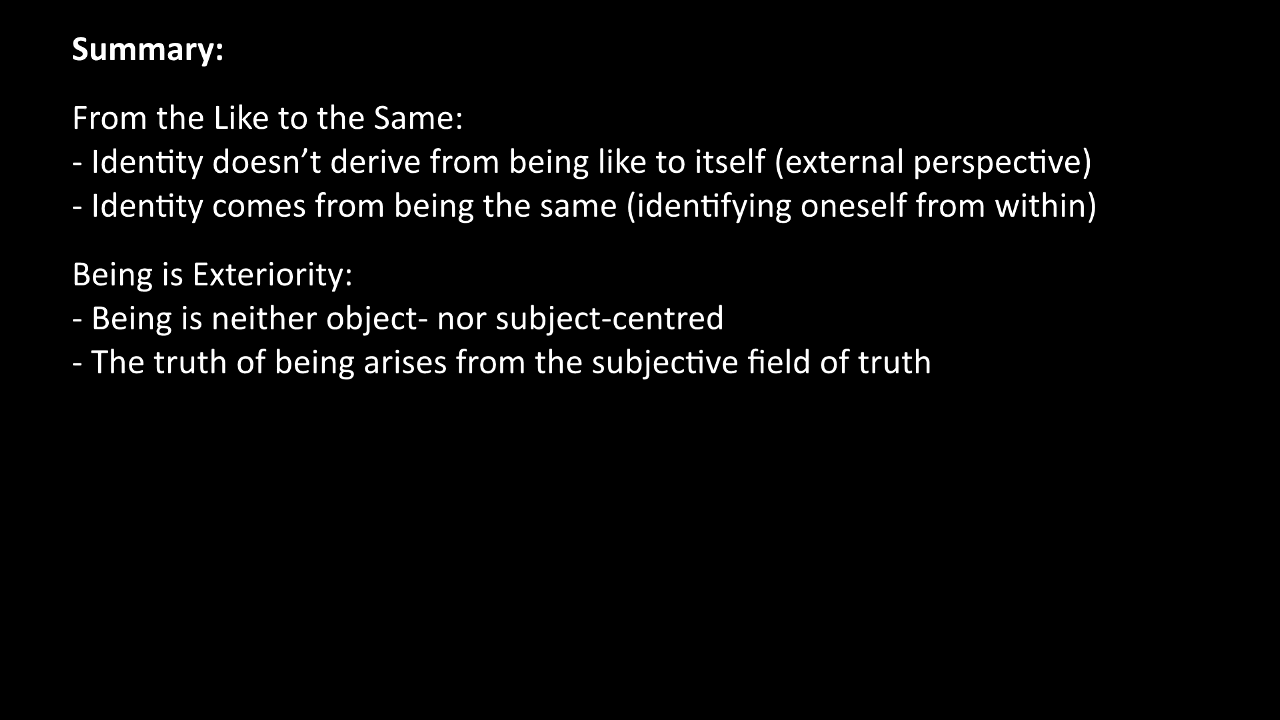 Summary:
From the Like to the Same:
- Identity doesn’t derive from being like to itself (external perspective)
- Identity comes from being the same (identifying oneself from within)
Being is Exteriority:
- Being is neither object- nor subject-centred
- The truth of being arises from the subjective field of truth